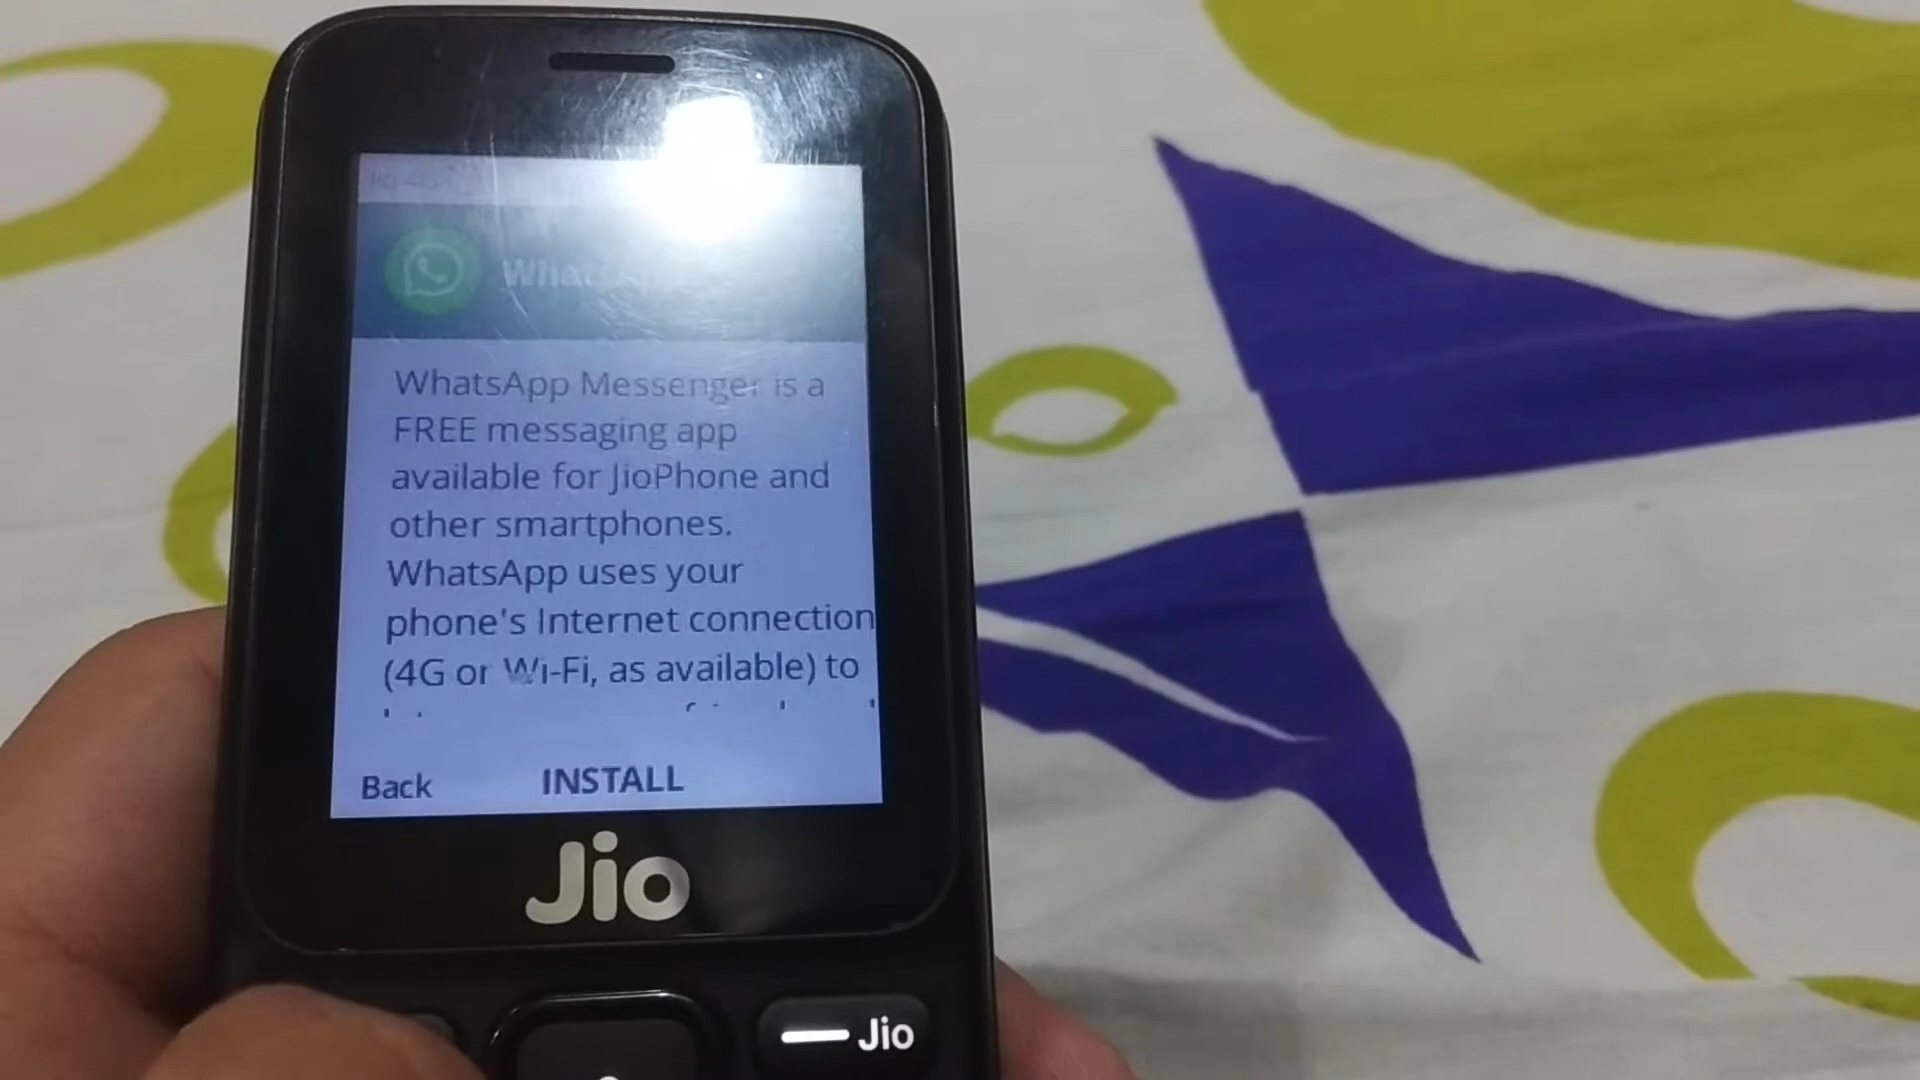 WhatsApp
WhatsApp Messenger is a
FREE messaging app
available for JioPhone and
other smartphones.
WhatsApp uses your
phone's Internet connection
(4G or Wi-Fi, as available) to
Back INSTALL
Jio
Jio